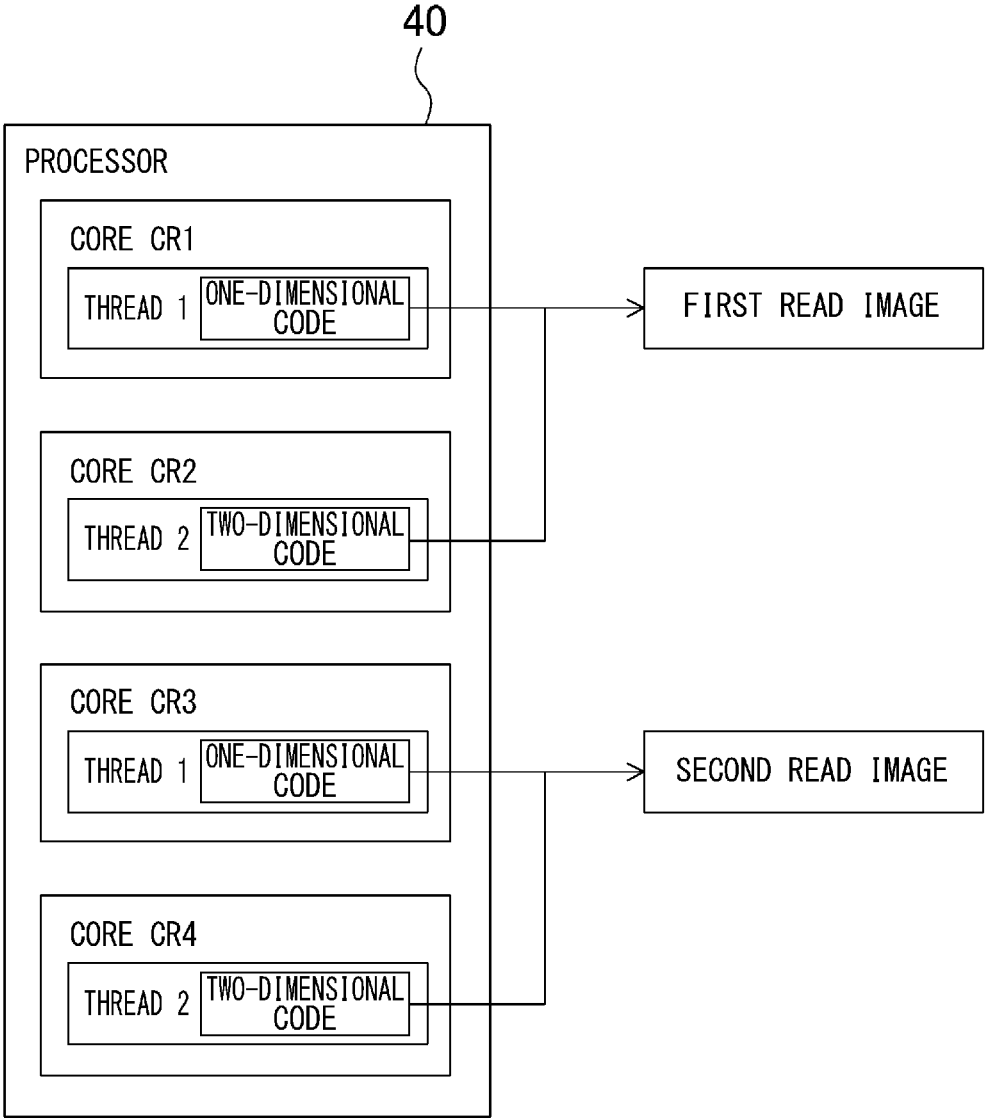 40
PROCESSOR
CORE CR1
THREAD 1
ONE-DIMENSIONAL
CODE
FIRST READ IMAGE
CORE CR2
THREAD 2
TWO-DIMENSIONAL
CODE
CORE CR3
THREAD 1
ONE-DIMENSIONAL
CODE
SECOND READ IMAGE
CORE CR4
THREAD 2
TWO-DIMENSIONAL
CODE